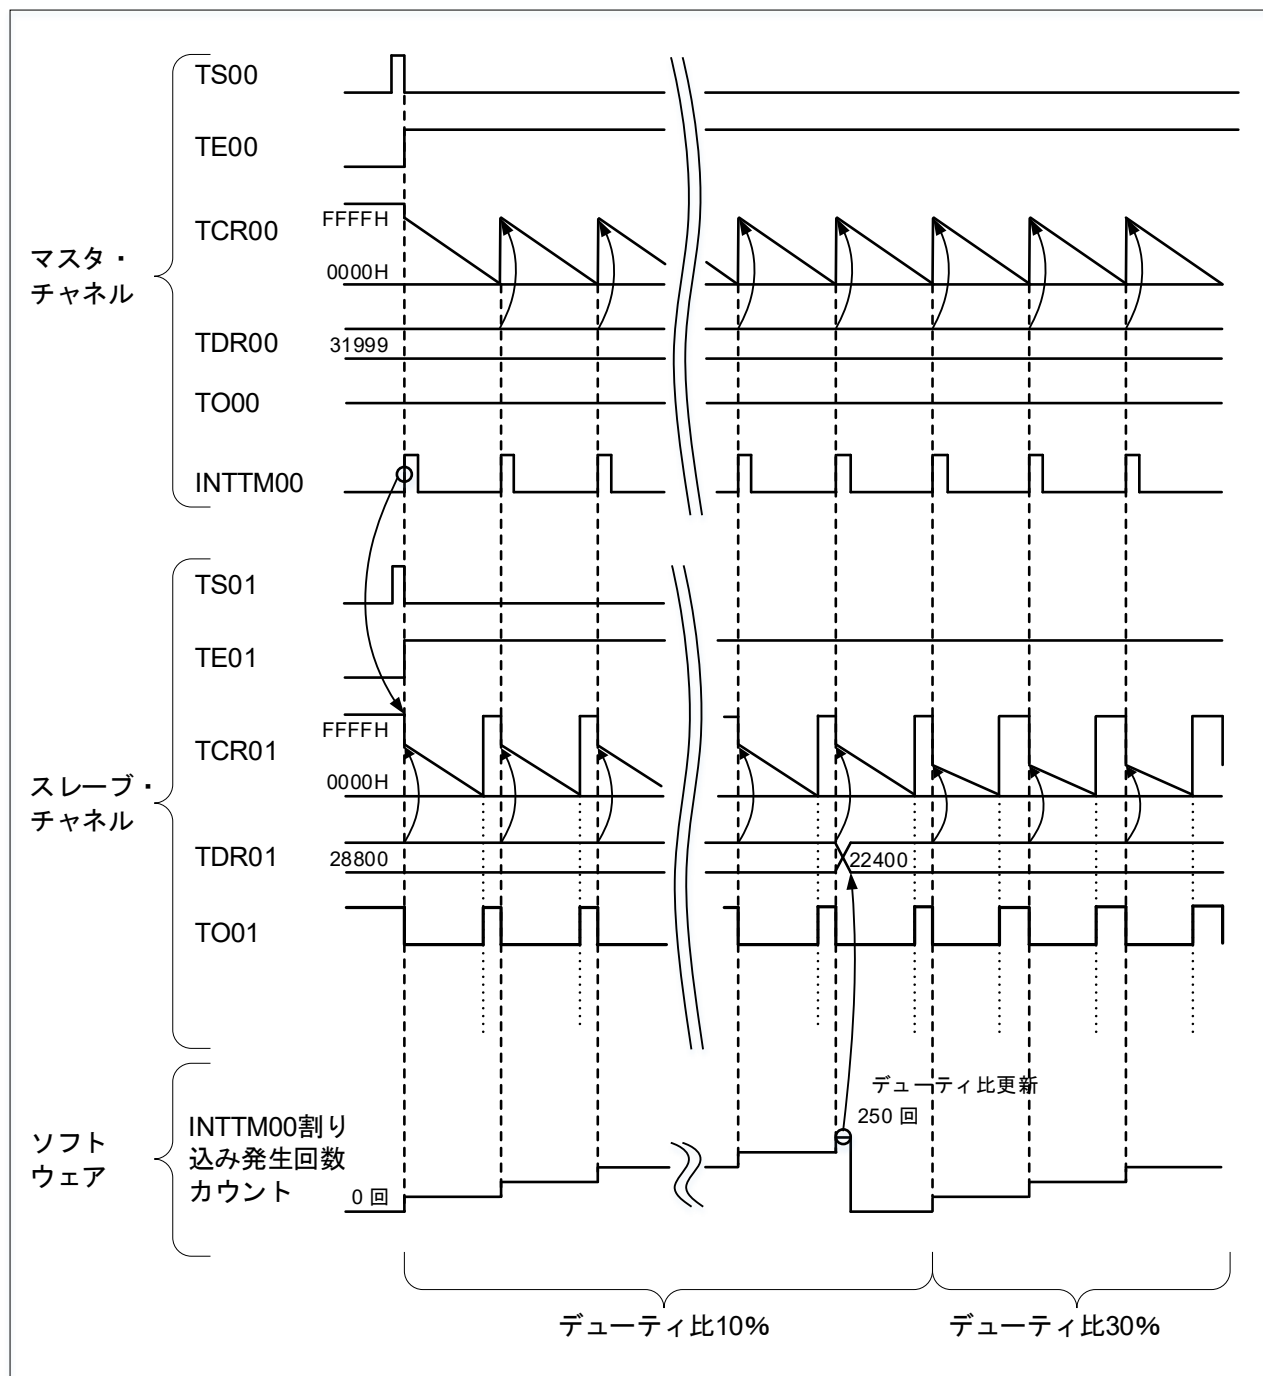 マスタ・
チャネル
TS00
TE00
TCR00
FFFFH
0000H
TDR00
31999
TO00
INTTM00
スレーブ・
チャネル
TS01
TE01
TCR01
FFFFH
0000H
TDR01
28800
22400
TO01
ソフト
ウェア
INTTM00割り
込み発生回数
カウント
0 回
デューティ比更新
250 回
デューティ比10%
デューティ比30%